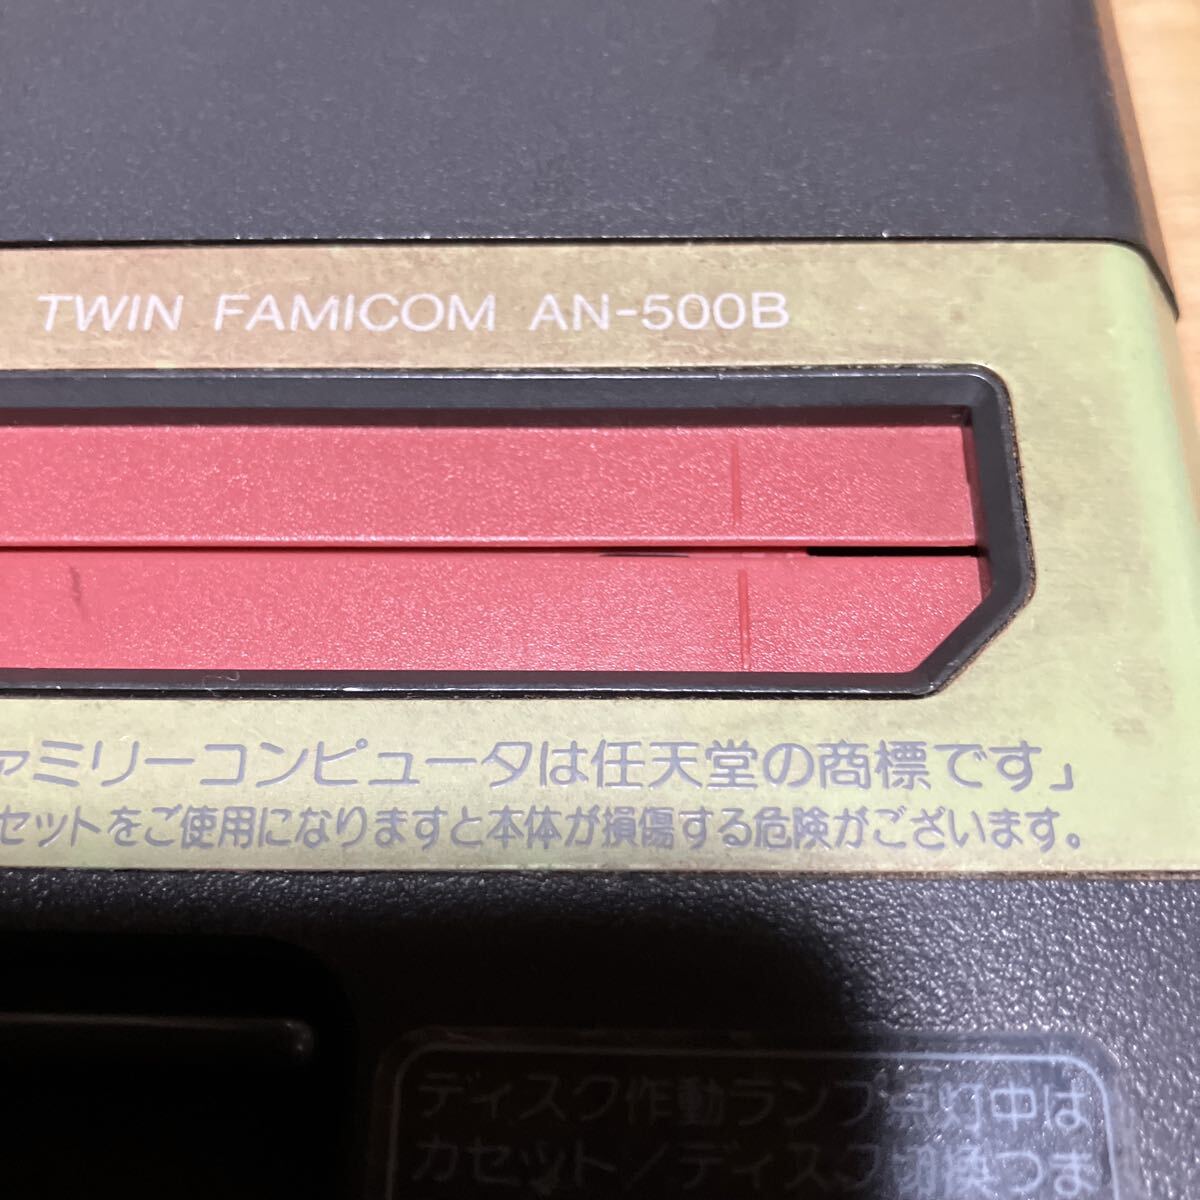 TWIN FAMICOM AN-500B
ァミリーコンピュータは任天堂の商標です」
セットをご使用になりますと本体が損傷する危険がございます。
ディスク作動ランプ点灯中は
カセット/ディスク切換つま